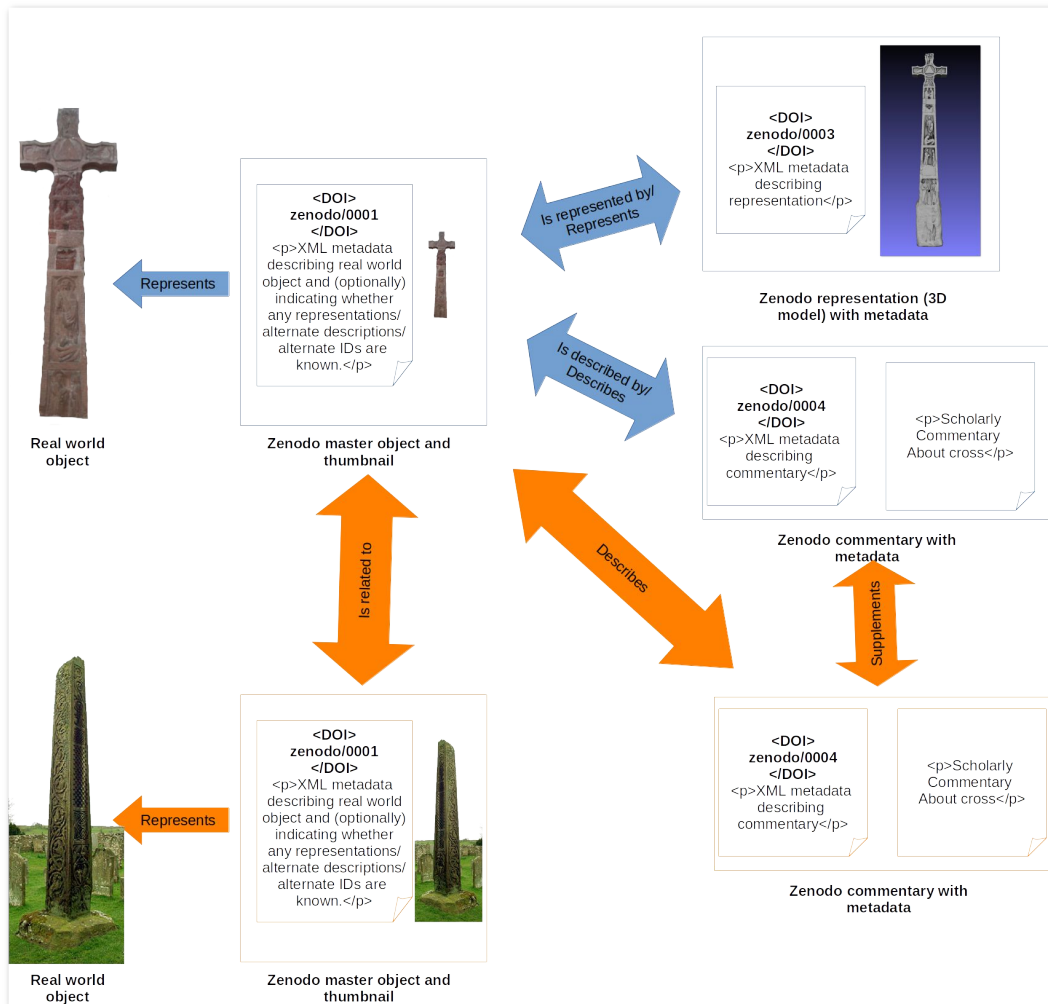 <DOI>
zenodo/0003
</DOI>
<p>XML metadata
describing
representation</p>
Zenodo representation (3D
model) with metadata
<DOI>
zenodo/0001
</DOI>
<p>XML metadata
describing real world
object and (optionally)
indicating whether
any representations/
alternate descriptions/
alternate IDs are
known.</p>
Is represented by/
Represents
Represents
Is described by/
Describes
<DOI>
zenodo/0004
</DOI>
<p>XML metadata
describing
commentary</p>
<p>Scholarly
Commentary
About cross</p>
Real world
object
Zenodo master object and
thumbnail
Zenodo commentary with
metadata
Is related to
Describes
Supplements
<DOI>
zenodo/0001
</DOI>
<p>XML metadata
describing real world
object and (optionally)
indicating whether
any representations/
alternate descriptions/
alternate IDs are
known.</p>
Represents
<DOI>
zenodo/0004
</DOI>
<p>XML metadata
describing
commentary</p>
<p>Scholarly
Commentary
About cross</p>
Zenodo commentary with
metadata
Real world
object
Zenodo master object and
thumbnail